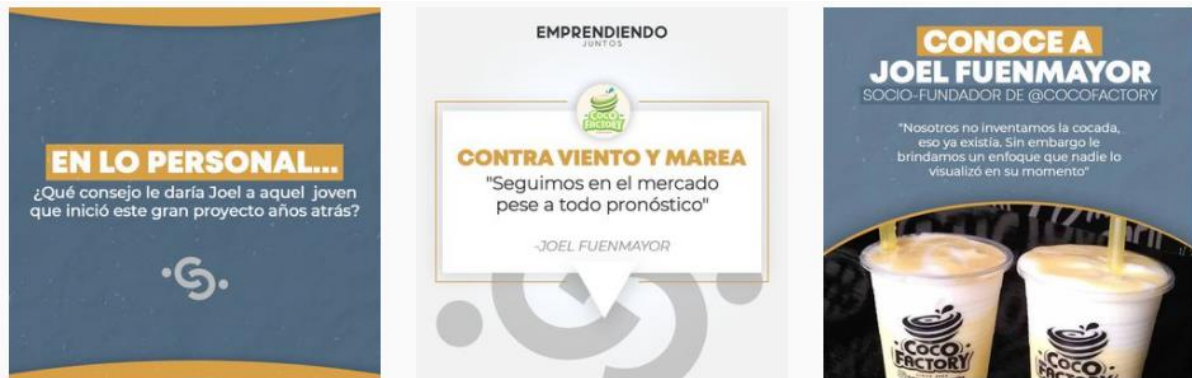 EN LO PERSONAL...
¿Qué consejo le daría Joel a aquel joven
que inició este gran proyecto años atrás?
EMPRENDIENDO
JUNTOS
COCO
FACTORY
CONTRA VIENTO Y MAREA
"Seguimos en el mercado
pese a todo pronóstico"
-JOEL FUENMAYOR
CONOCE A
JOEL FUENMAYOR
SOCIO-FUNDADOR DE @COCOFACTORY
"Nosotros no inventamos la cocada,
eso ya existía. Sin embargo le
brindamos un enfoque que nadie lo
visualizó en su momento"
COCO
FACTORY
COCO
FACTORY